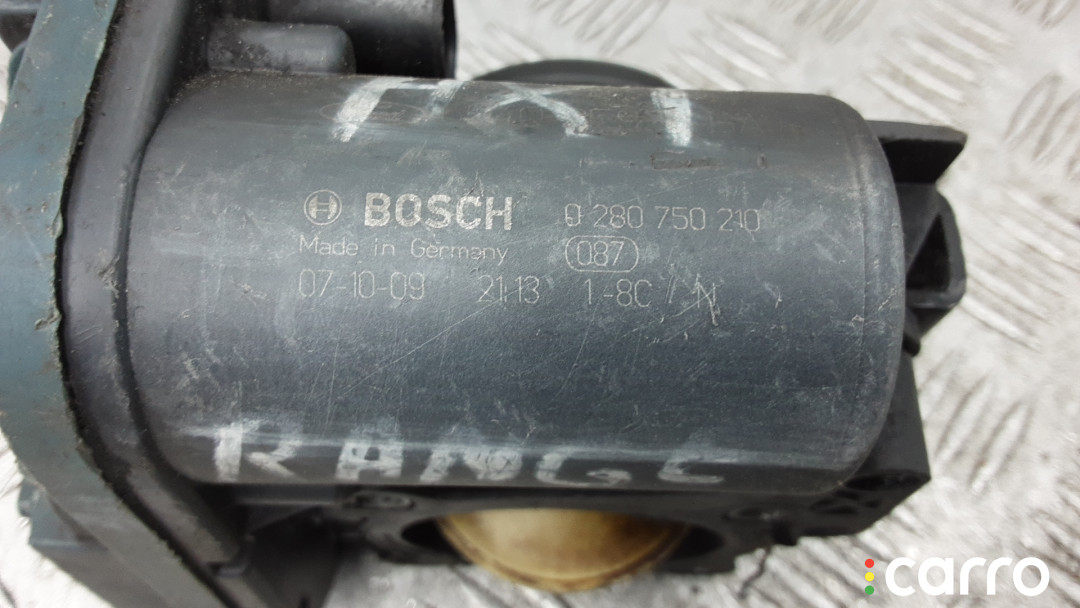 BOSCH 0 280 750 210
Made in Germany 087
07-10-09 21:13 1-8C / N
RANGE
carro